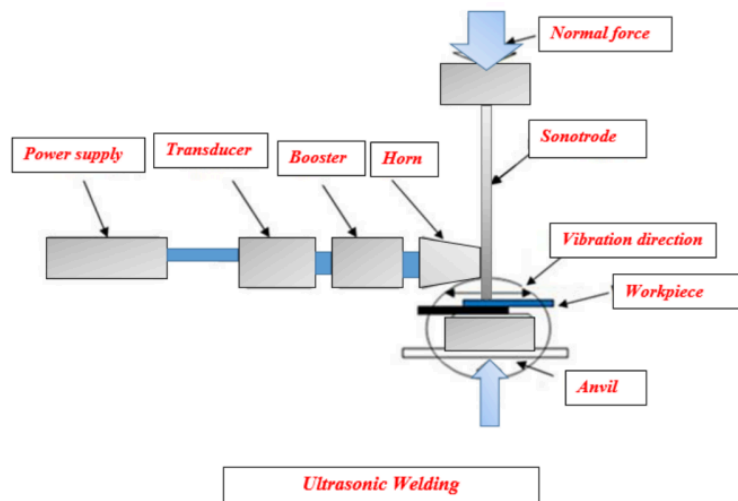 Normal force
Power supply
Transducer
Booster
Horn
Sonotrode
Vibration direction
Workpiece
Anvil
Ultrasonic Welding